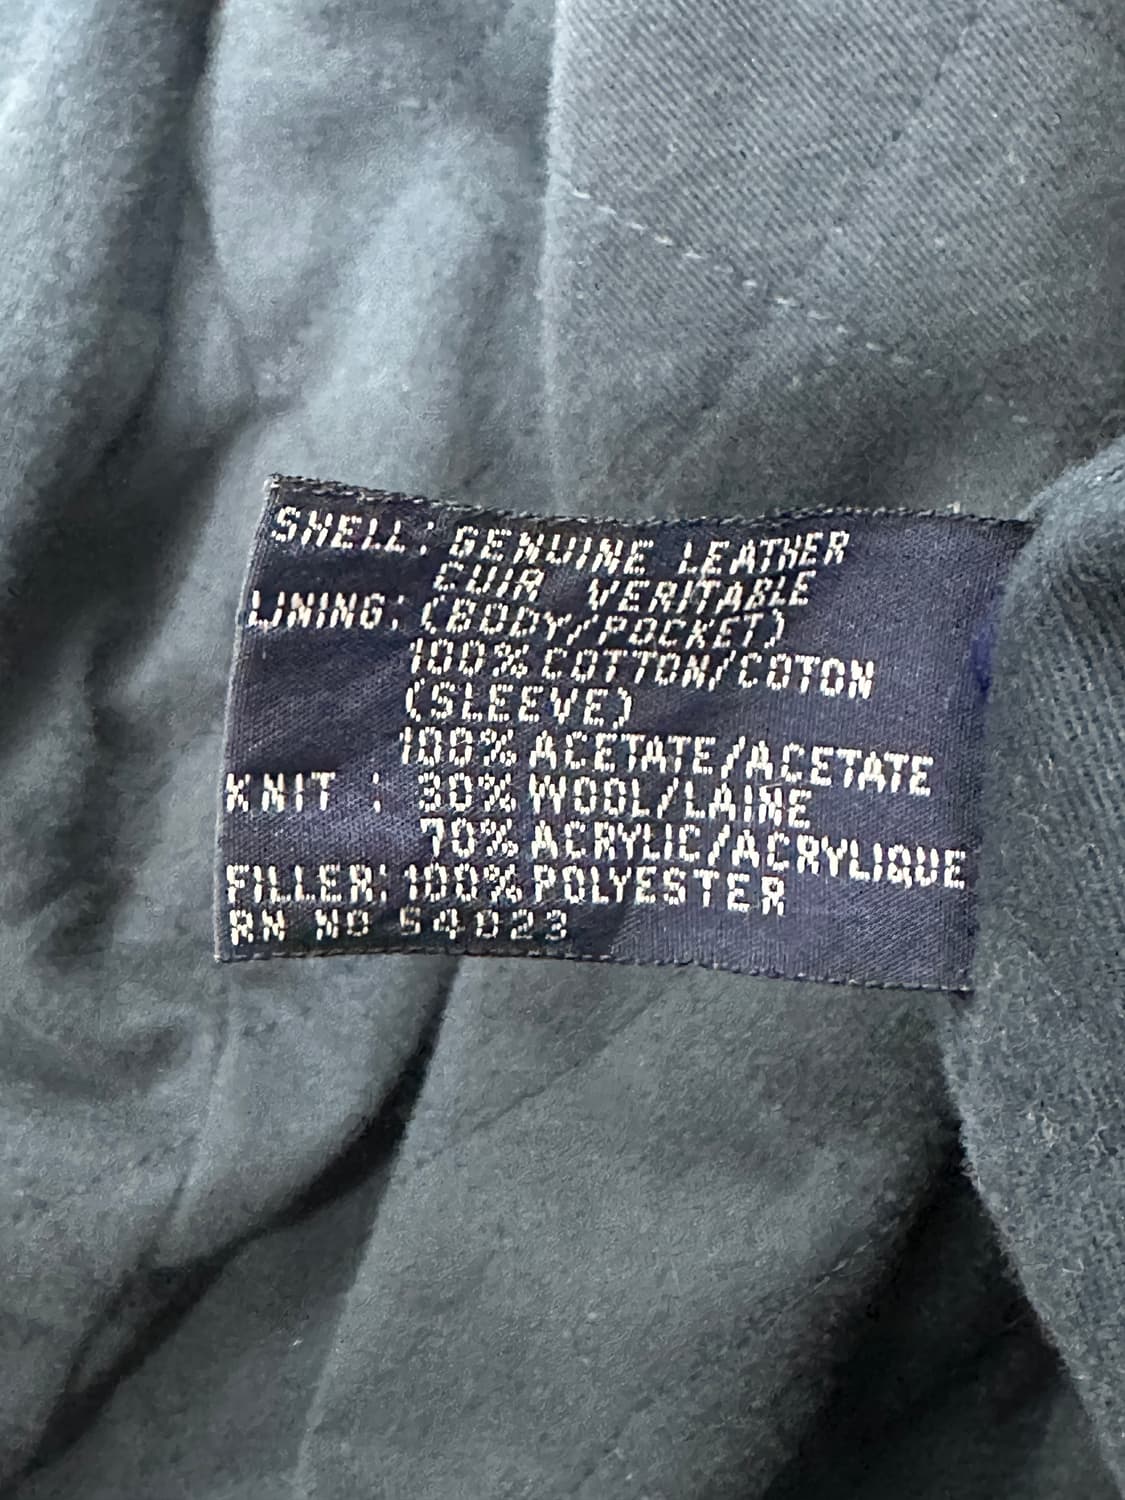 SHELL: GENUINE LEATHER
CUIR VERITABLE
LINING: (BODY/POCKET)
100% COTTON/COTON
(SLEEVE)
100% ACETATE/ACETATE
KNIT : 30% WOOL/LAINE
70% ACRYLIC/ACRYLIQUE
FILLER: 100% POLYESTER
RN NO 54023